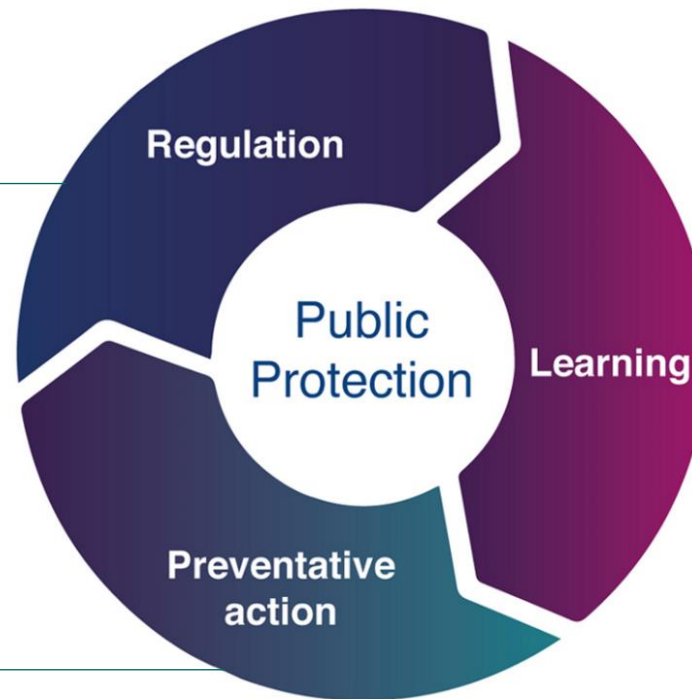 Regulation
Public
Protection
Learning
Preventative
action